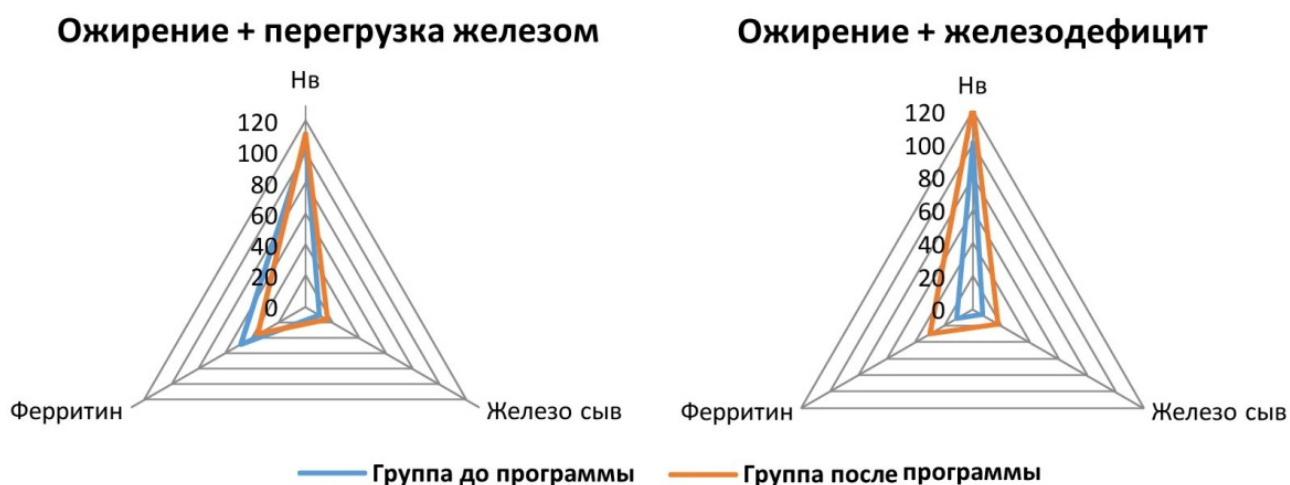 Ожирение + перегрузка железом
Нв
120
100
80
60
40
20
0
Ферритин
Железо сыв
Ожирение + железодефицит
Нв
120
100
80
60
40
20
0
Ферритин
Железо сыв
Группа до программы
Группа после программы